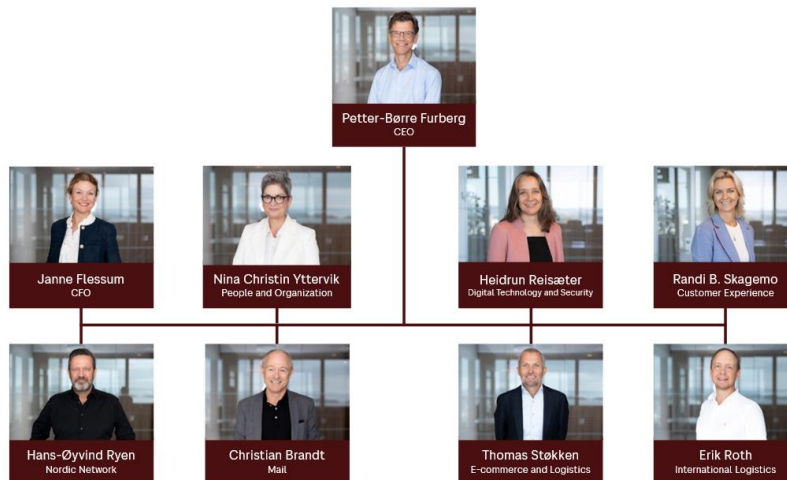 Petter-Børre Furberg
CEO
Janne Flessum
CFO
Nina Christin Yttervik
People and Organization
Heidrun Reisæter
Digital Technology and Security
Randi B. Skagemo
Customer Experience
Hans-Øyvind Ryen
Nordic Network
Christian Brandt
Mail
Thomas Støkken
E-commerce and Logistics
Erik Roth
International Logistics